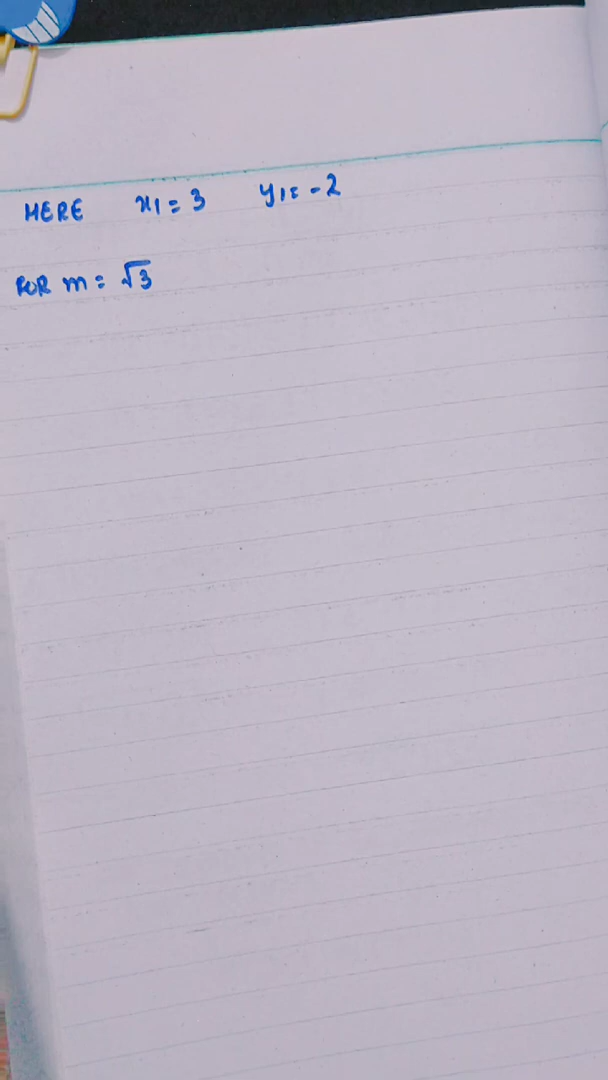 HERE x₁ = 3 y₁ = -2
FOR m = √3